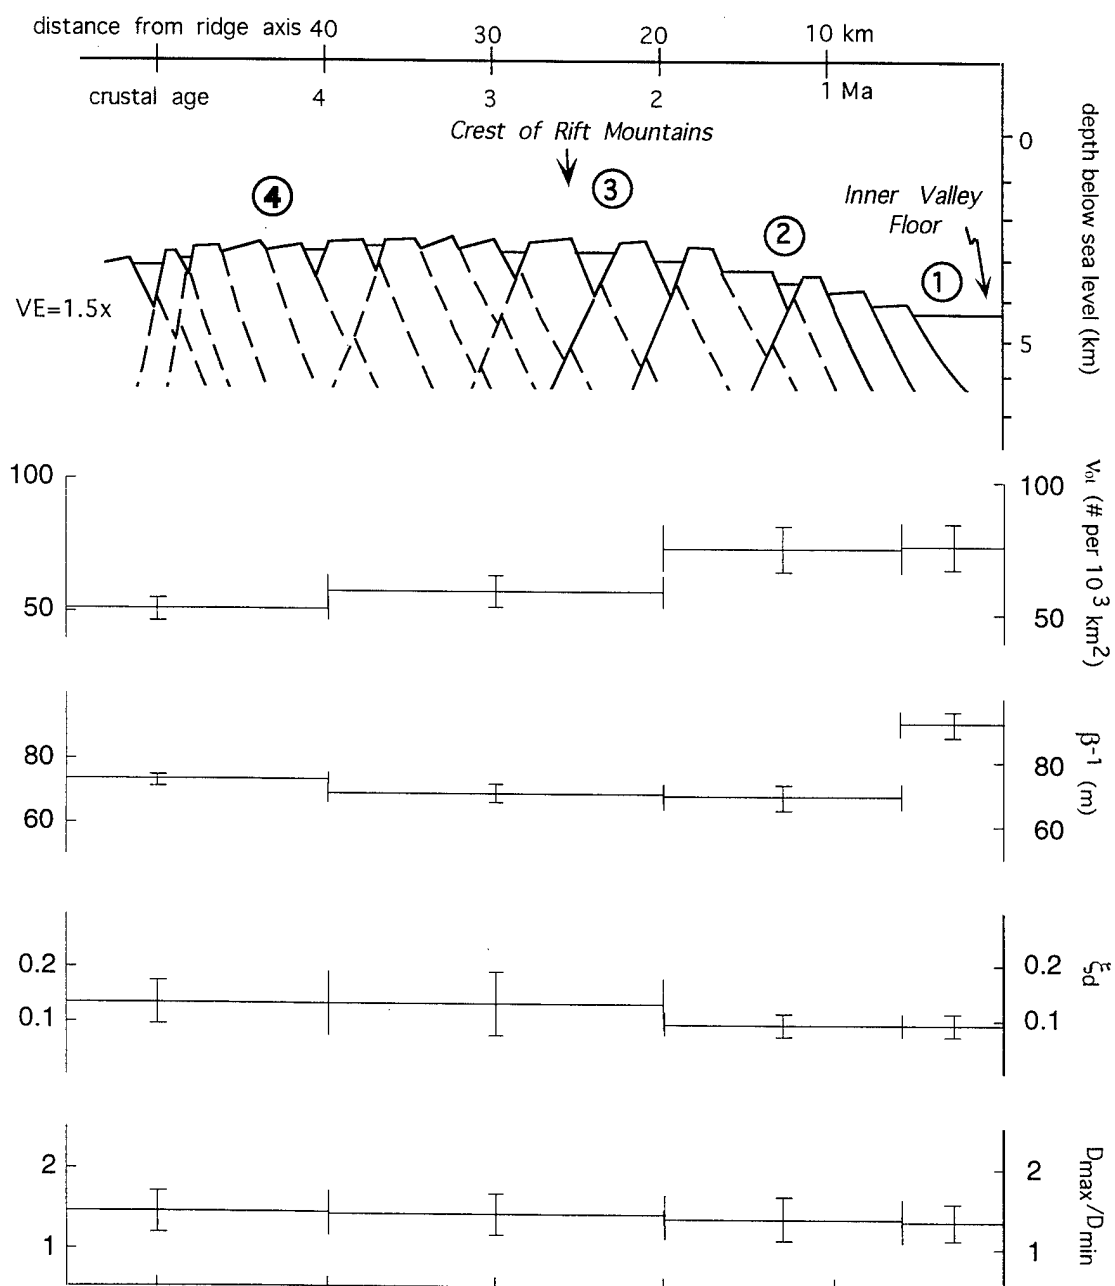 distance from ridge axis 40 30 20 10 km
crustal age 4 3 2 1 Ma
Crest of Rift Mountains
0
4 3
Inner Valley
Floor
2
1
VE=1.5x
5
depth below sea level (km)
100 100
50 50
Vot (# per 10³ km²)
80 80
60 60
β⁻¹ (m)
0.2 0.2
0.1 0.1
ξd
2 2
1 1
Dmax/Dmin